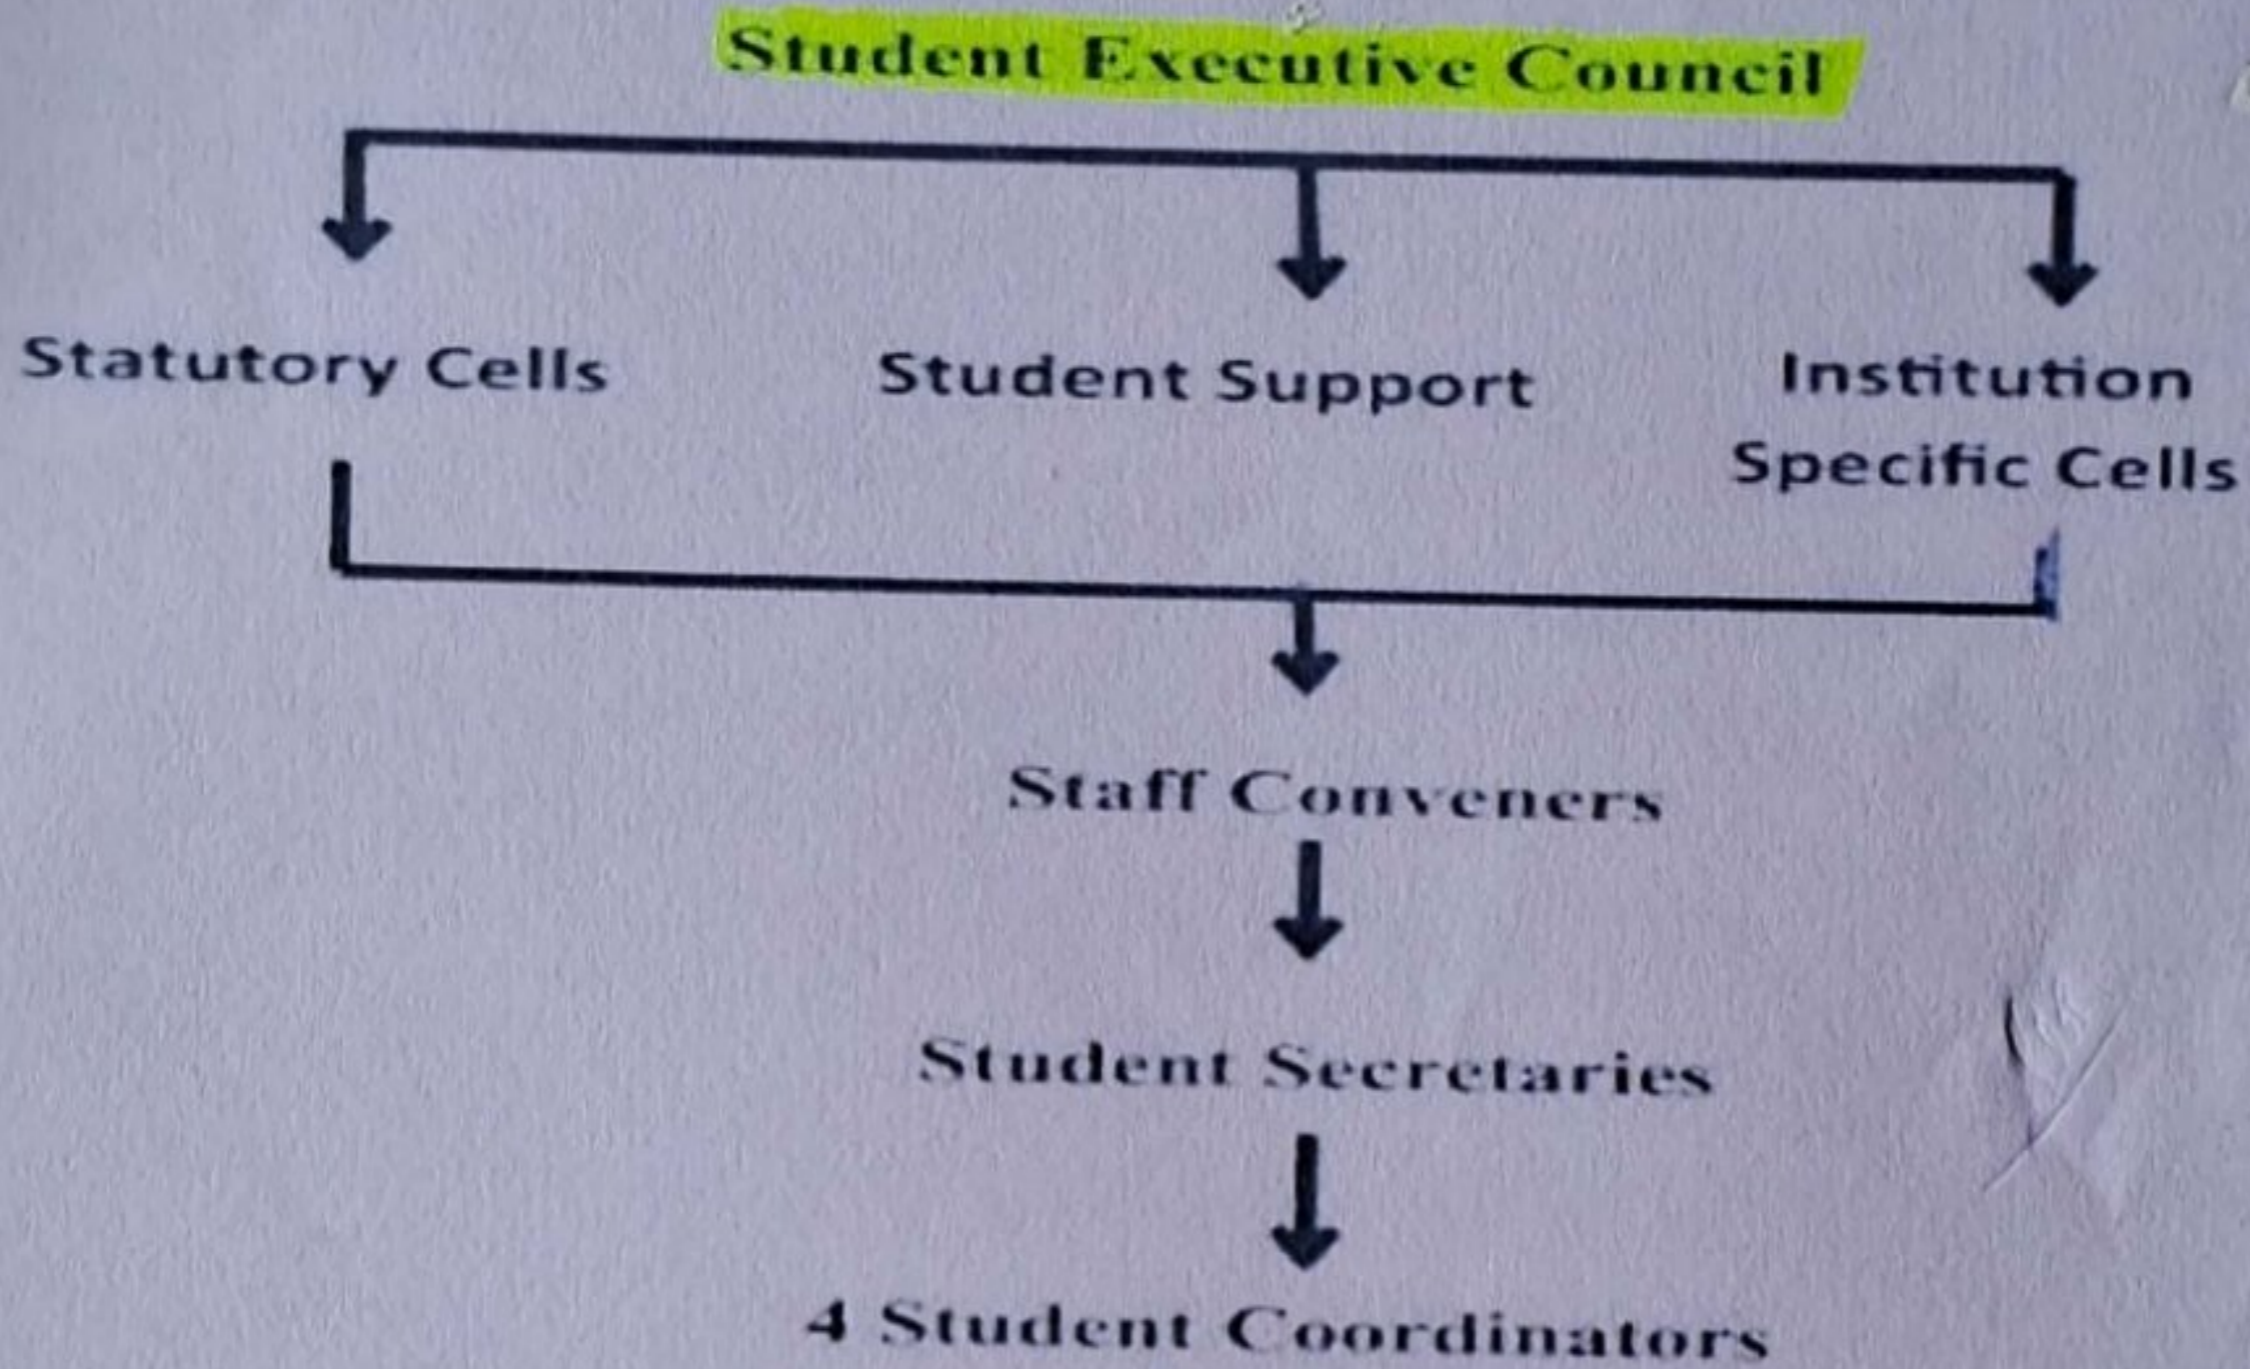 Student Executive Council
Statutory Cells
Student Support
Institution
Specific Cells
Staff Conveners
Student Secretaries
4 Student Coordinators